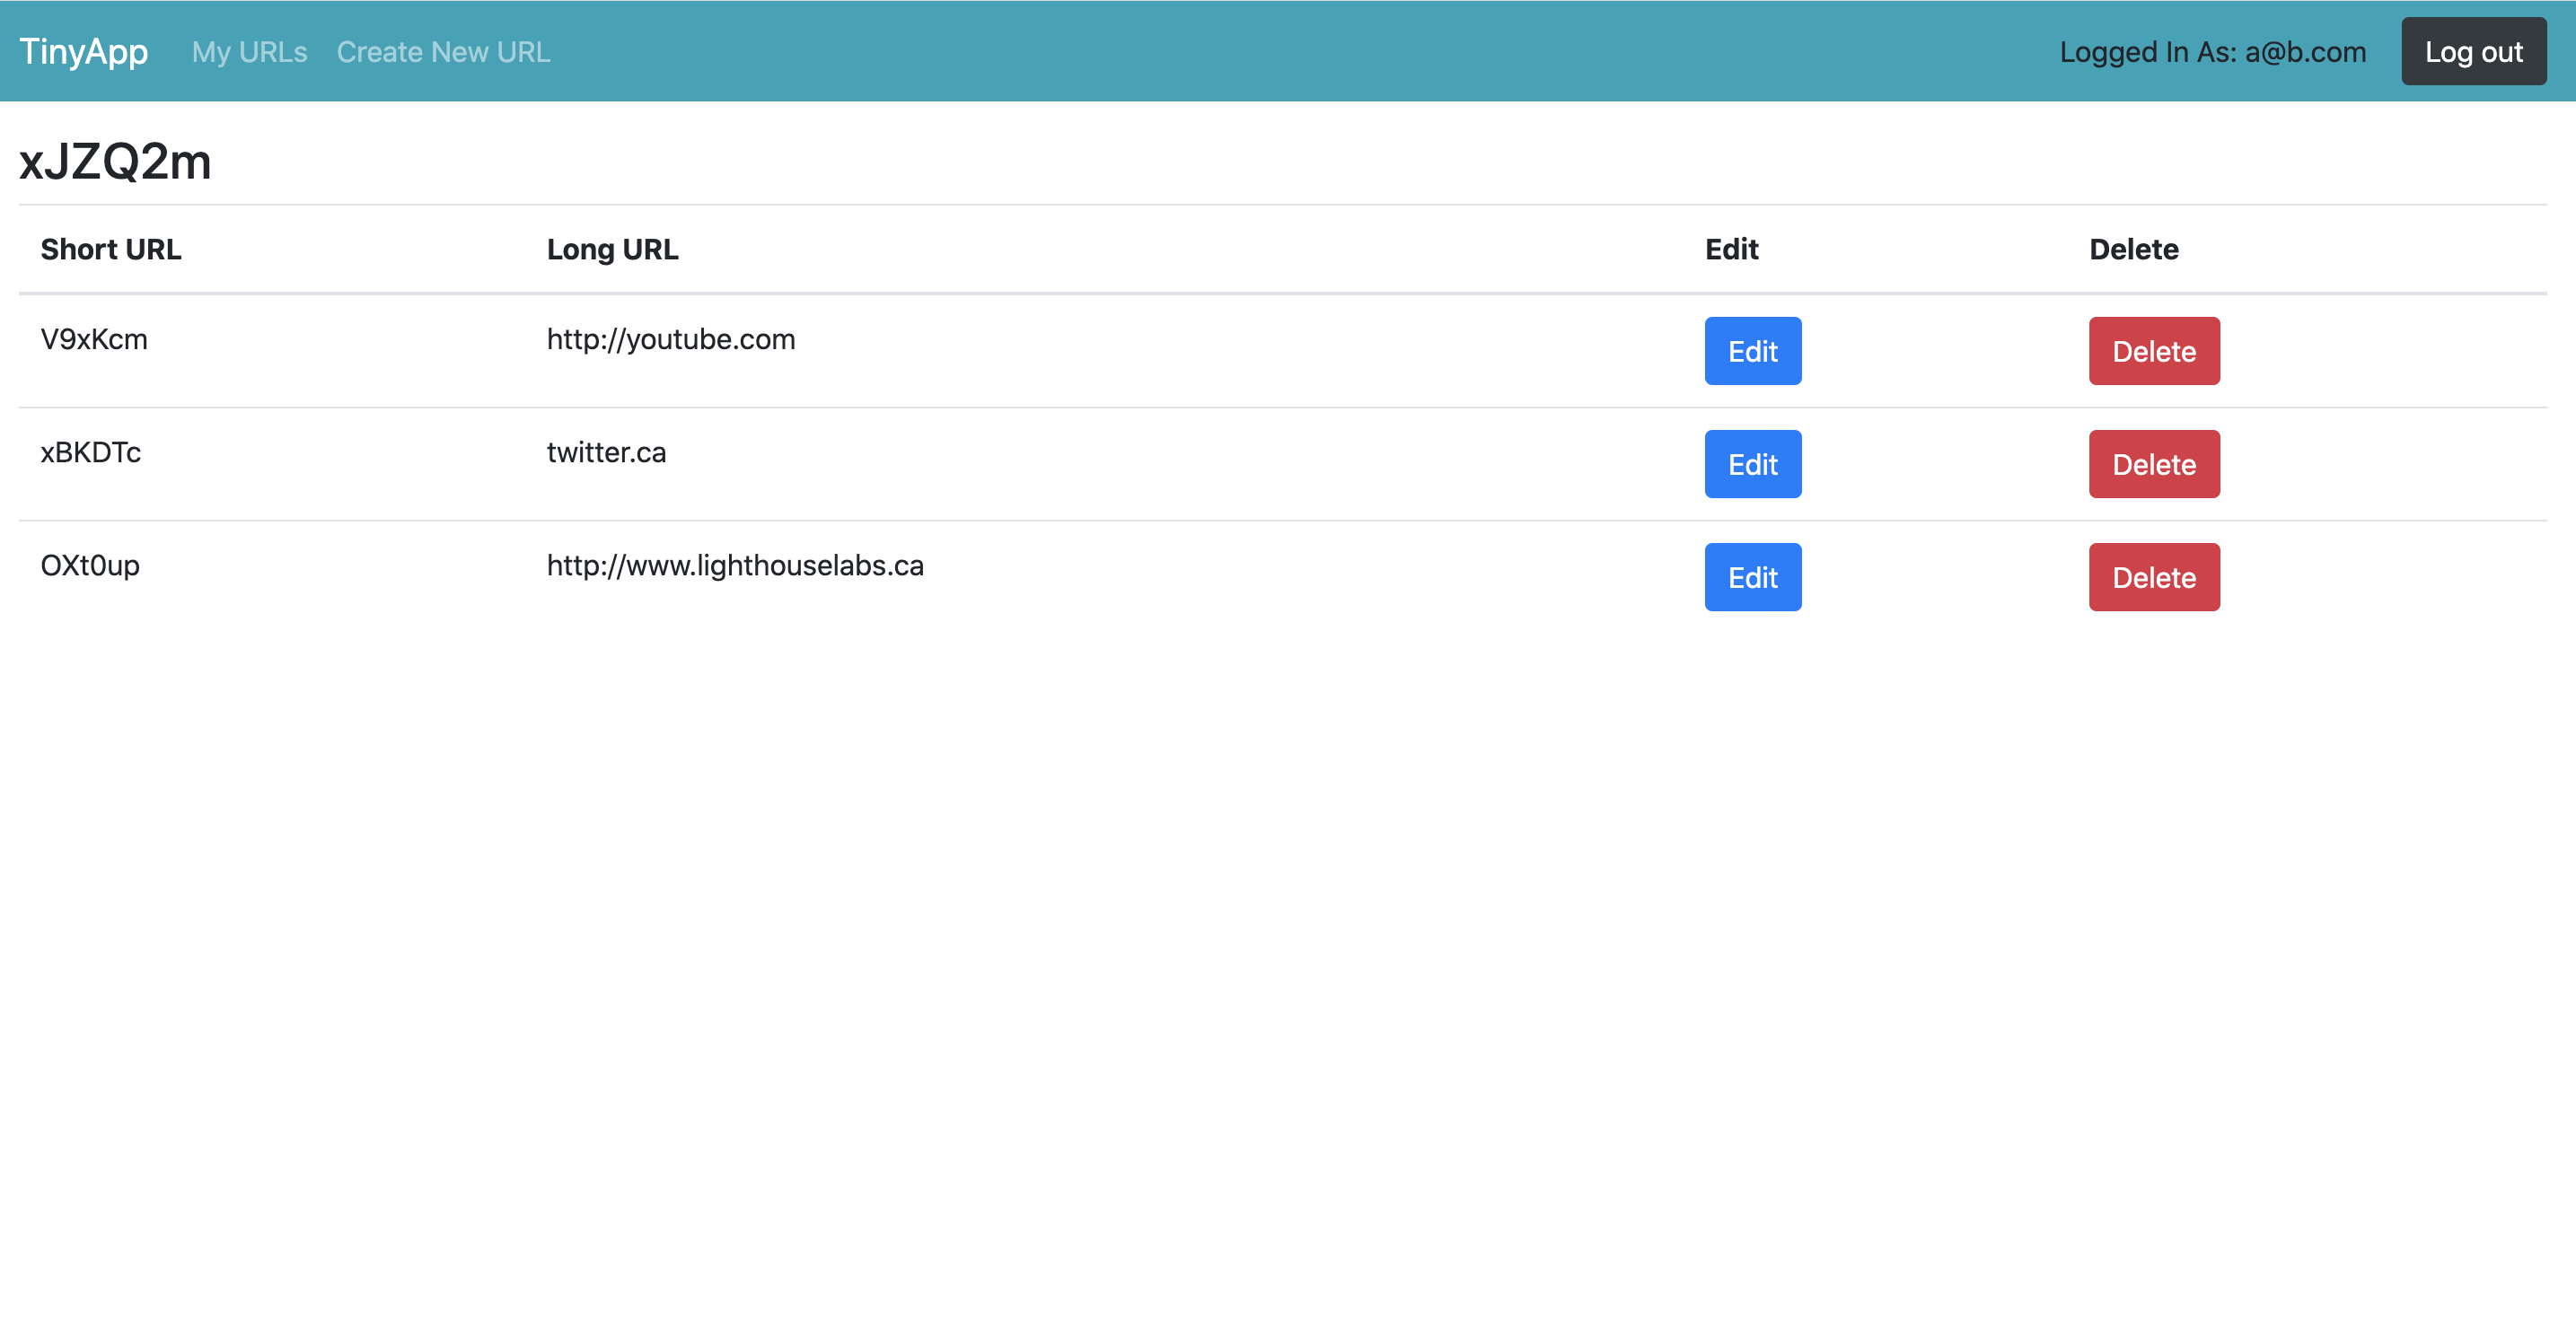 TinyApp My URLs Create New URL Logged In As: a@b.com Log out
xJZQ2m
Short URL Long URL Edit Delete
V9xKcm http://youtube.com Edit Delete
xBKDTc twitter.ca Edit Delete
OXt0up http://www.lighthouselabs.ca Edit Delete